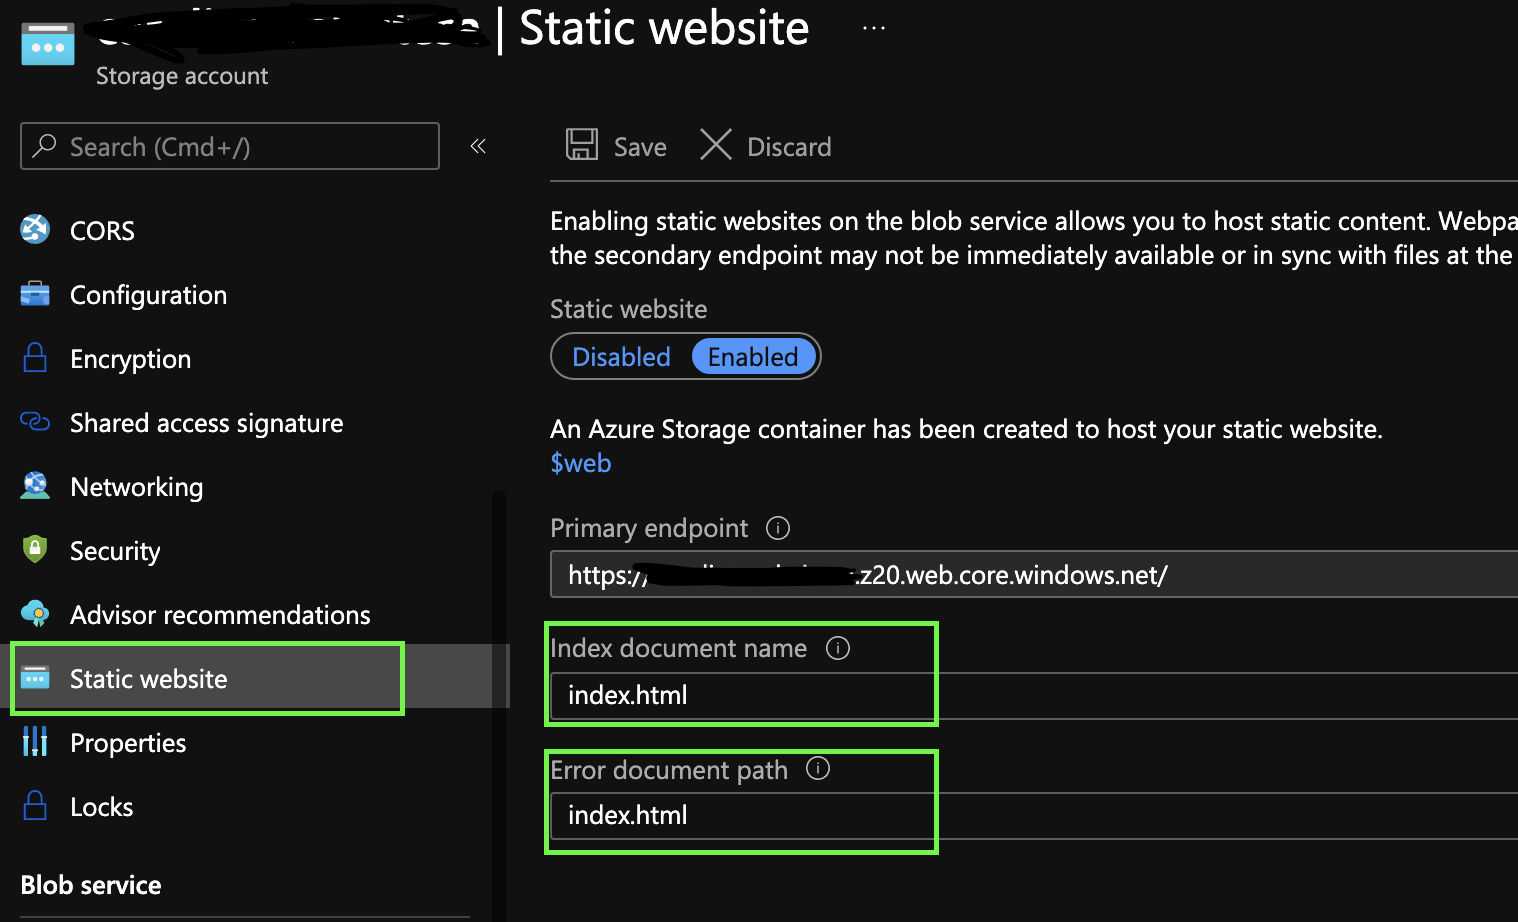 | Static website
...
Storage account
Search (Cmd+/)
«
Save
Discard
CORS
Configuration
Encryption
Shared access signature
Networking
Security
Advisor recommendations
Static website
Properties
Locks
Blob service
Enabling static websites on the blob service allows you to host static content. Webpa
the secondary endpoint may not be immediately available or in sync with files at the
Static website
Disabled
Enabled
An Azure Storage container has been created to host your static website.
$web
Primary endpoint
https:/ .z20.web.core.windows.net/
Index document name
index.html
Error document path
index.html